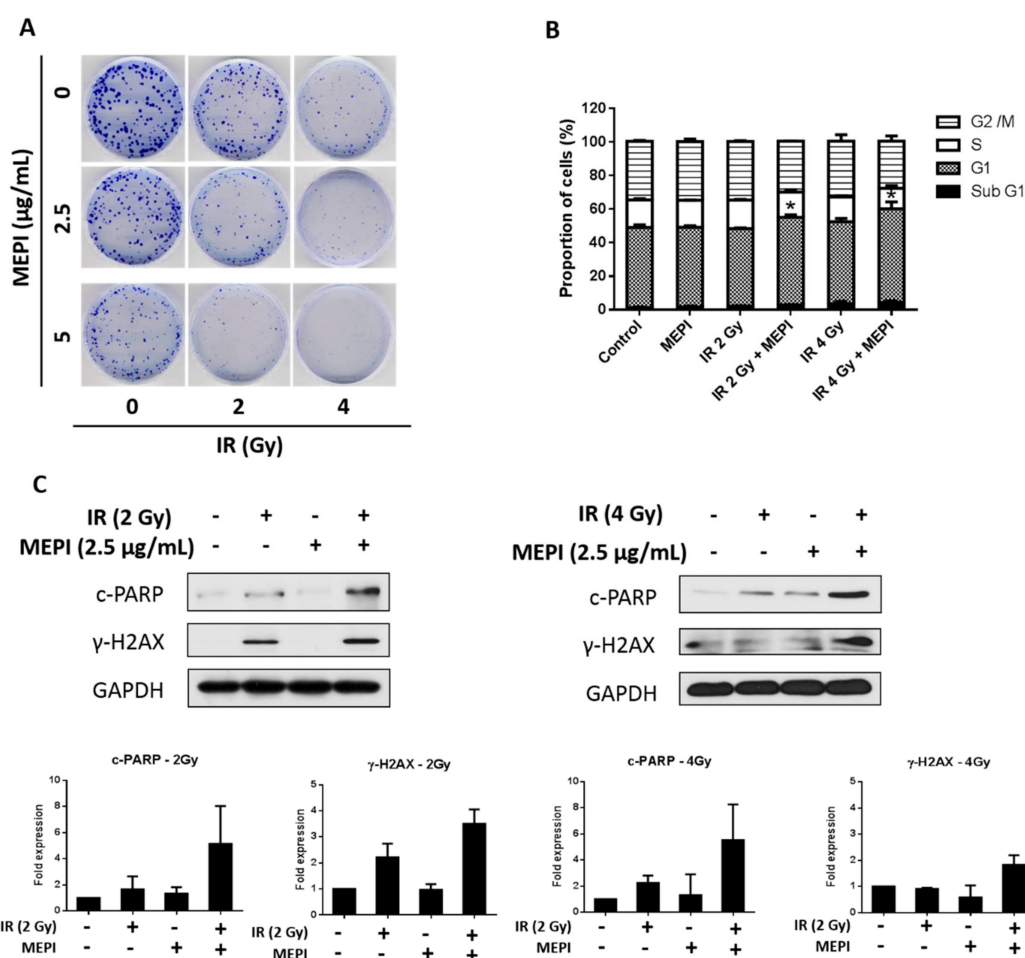 A
MEPI (µg/mL)
0
2.5
5
0 2 4
IR (Gy)
B
Proportion of cells (%)
120
100
80
60
40
20
0
* *
Control
MEPI
IR 2 Gy
IR 2 Gy + MEPI
IR 4 Gy
IR 4 Gy + MEPI
G2 /M
S
G1
Sub G1
C
IR (2 Gy) - + - +
MEPI (2.5 µg/mL) - - + +
c-PARP
γ-H2AX
GAPDH
IR (4 Gy) - + - +
MEPI (2.5 µg/mL) - - + +
c-PARP
γ-H2AX
GAPDH
c-PARP - 2Gy
Fold expression
10
8
6
4
2
0
IR (2 Gy) - + - +
MEPI - - + +
γ-H2AX - 2Gy
Fold expression
5
4
3
2
1
0
IR (2 Gy) - + - +
MEPI - - + +
c-PARP - 4Gy
Fold expression
10
8
6
4
2
0
IR (2 Gy) - + - +
MEPI - - + +
γ-H2AX - 4Gy
Fold expression
5
4
2
1
0
IR (2 Gy) - + - +
MEPI - - + +